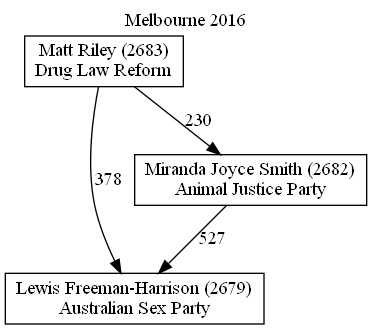 Melbourne 2016
Matt Riley (2683)
Drug Law Reform
230
Miranda Joyce Smith (2682)
Animal Justice Party
378
527
Lewis Freeman-Harrison (2679)
Australian Sex Party